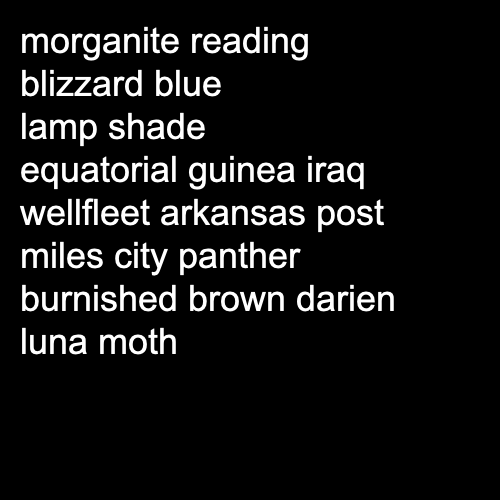 morganite reading
blizzard blue
lamp shade
equatorial guinea iraq
wellfleet arkansas post
miles city panther
burnished brown darien
luna moth